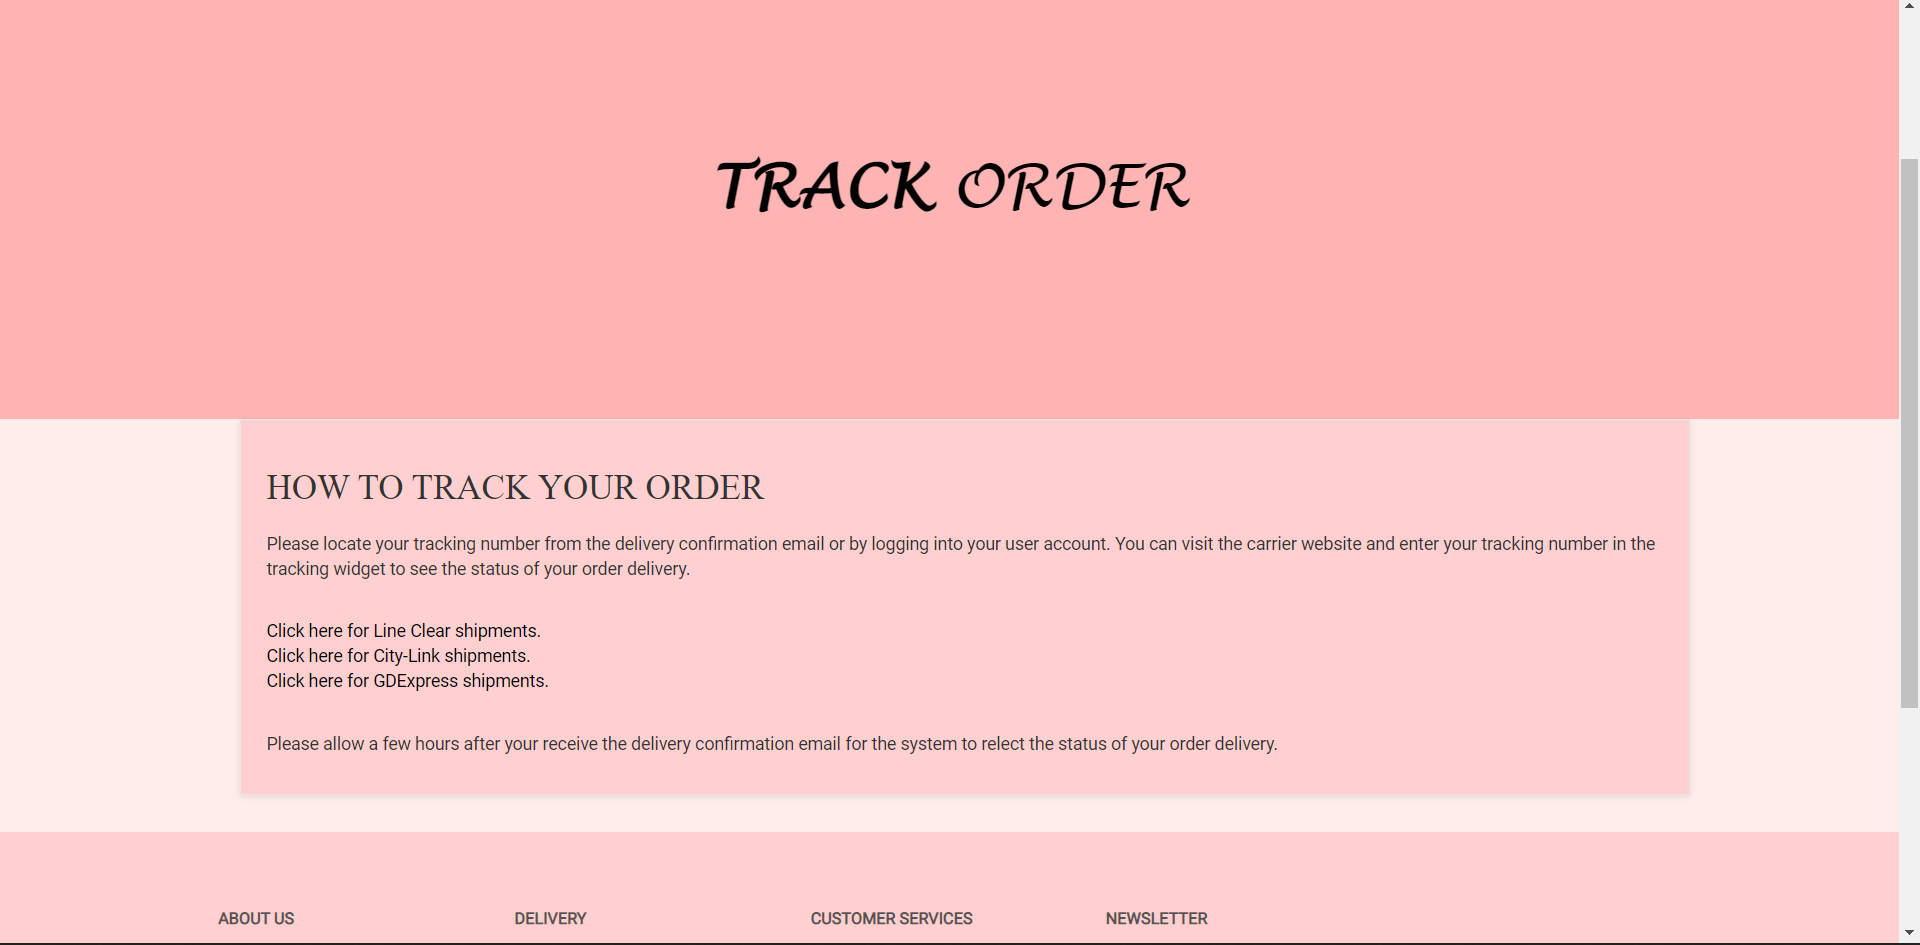 TRACK ORDER
HOW TO TRACK YOUR ORDER
Please locate your tracking number from the delivery confirmation email or by logging into your user account. You can visit the carrier website and enter your tracking number in the
tracking widget to see the status of your order delivery.
Click here for Line Clear shipments.
Click here for City-Link shipments.
Click here for GDExpress shipments.
Please allow a few hours after your receive the delivery confirmation email for the system to relect the status of your order delivery.
ABOUT US DELIVERY CUSTOMER SERVICES NEWSLETTER